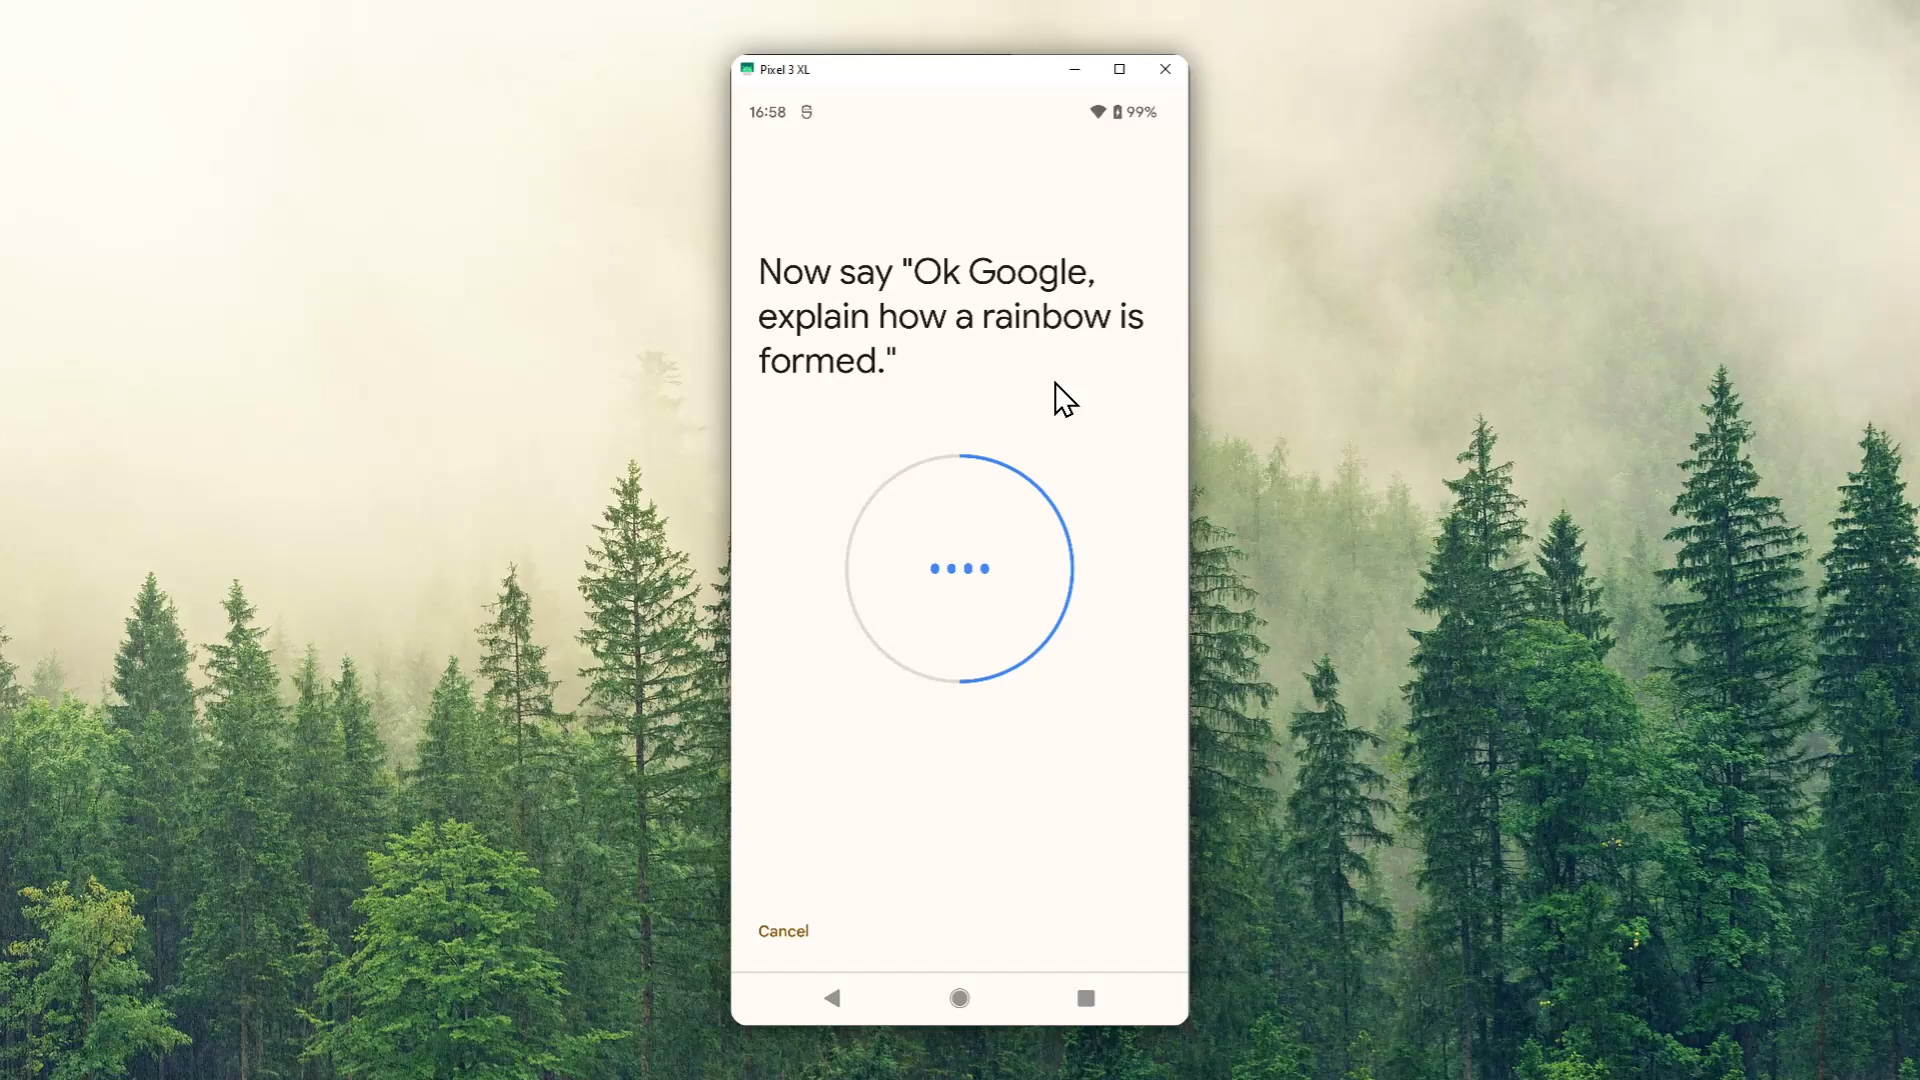 Pixel 3 XL
16:58
99%
Now say "Ok Google,
explain how a rainbow is
formed."
Cancel